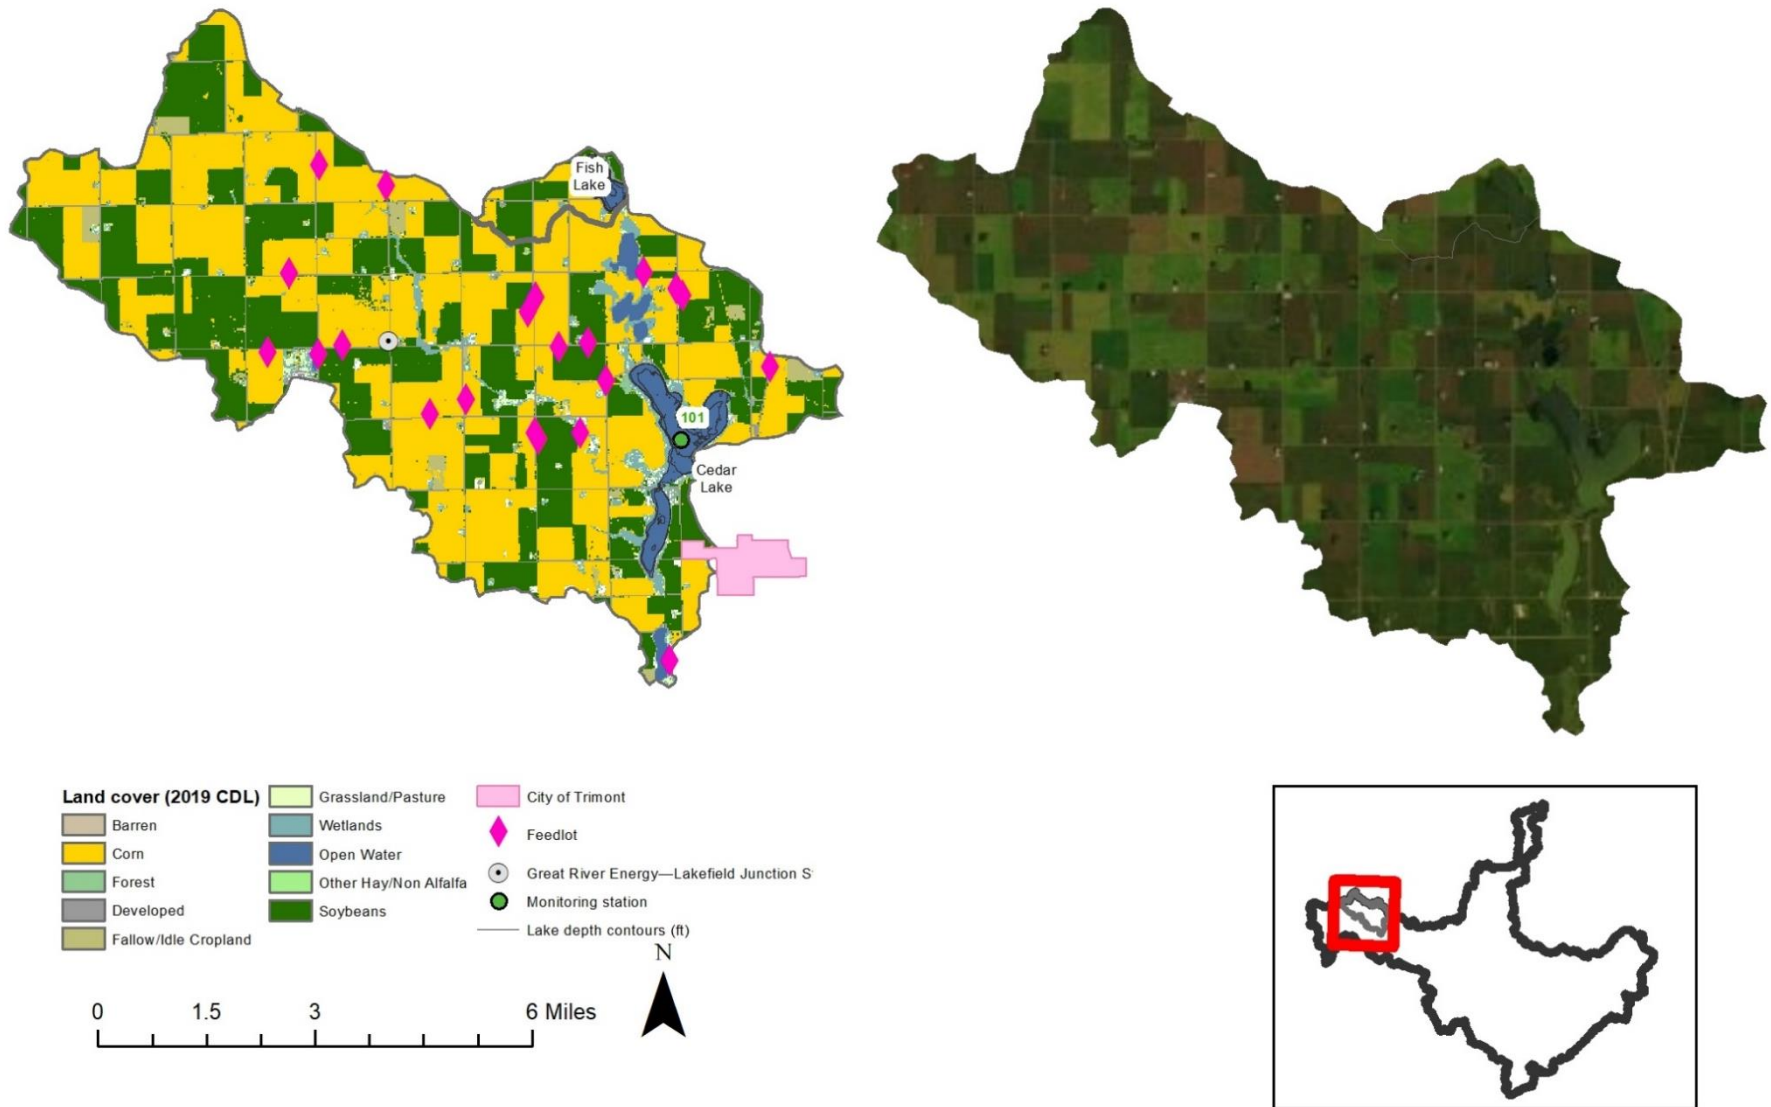 Fish
Lake
101
Cedar
Lake
Land cover (2019 CDL)
Barren
Corn
Forest
Developed
Fallow/Idle Cropland
Grassland/Pasture
Wetlands
Open Water
Other Hay/Non Alfalfa
Soybeans
City of Trimont
Feedlot
Great River Energy—Lakefield Junction S
Monitoring station
Lake depth contours (ft)
N
0 1.5 3 6 Miles